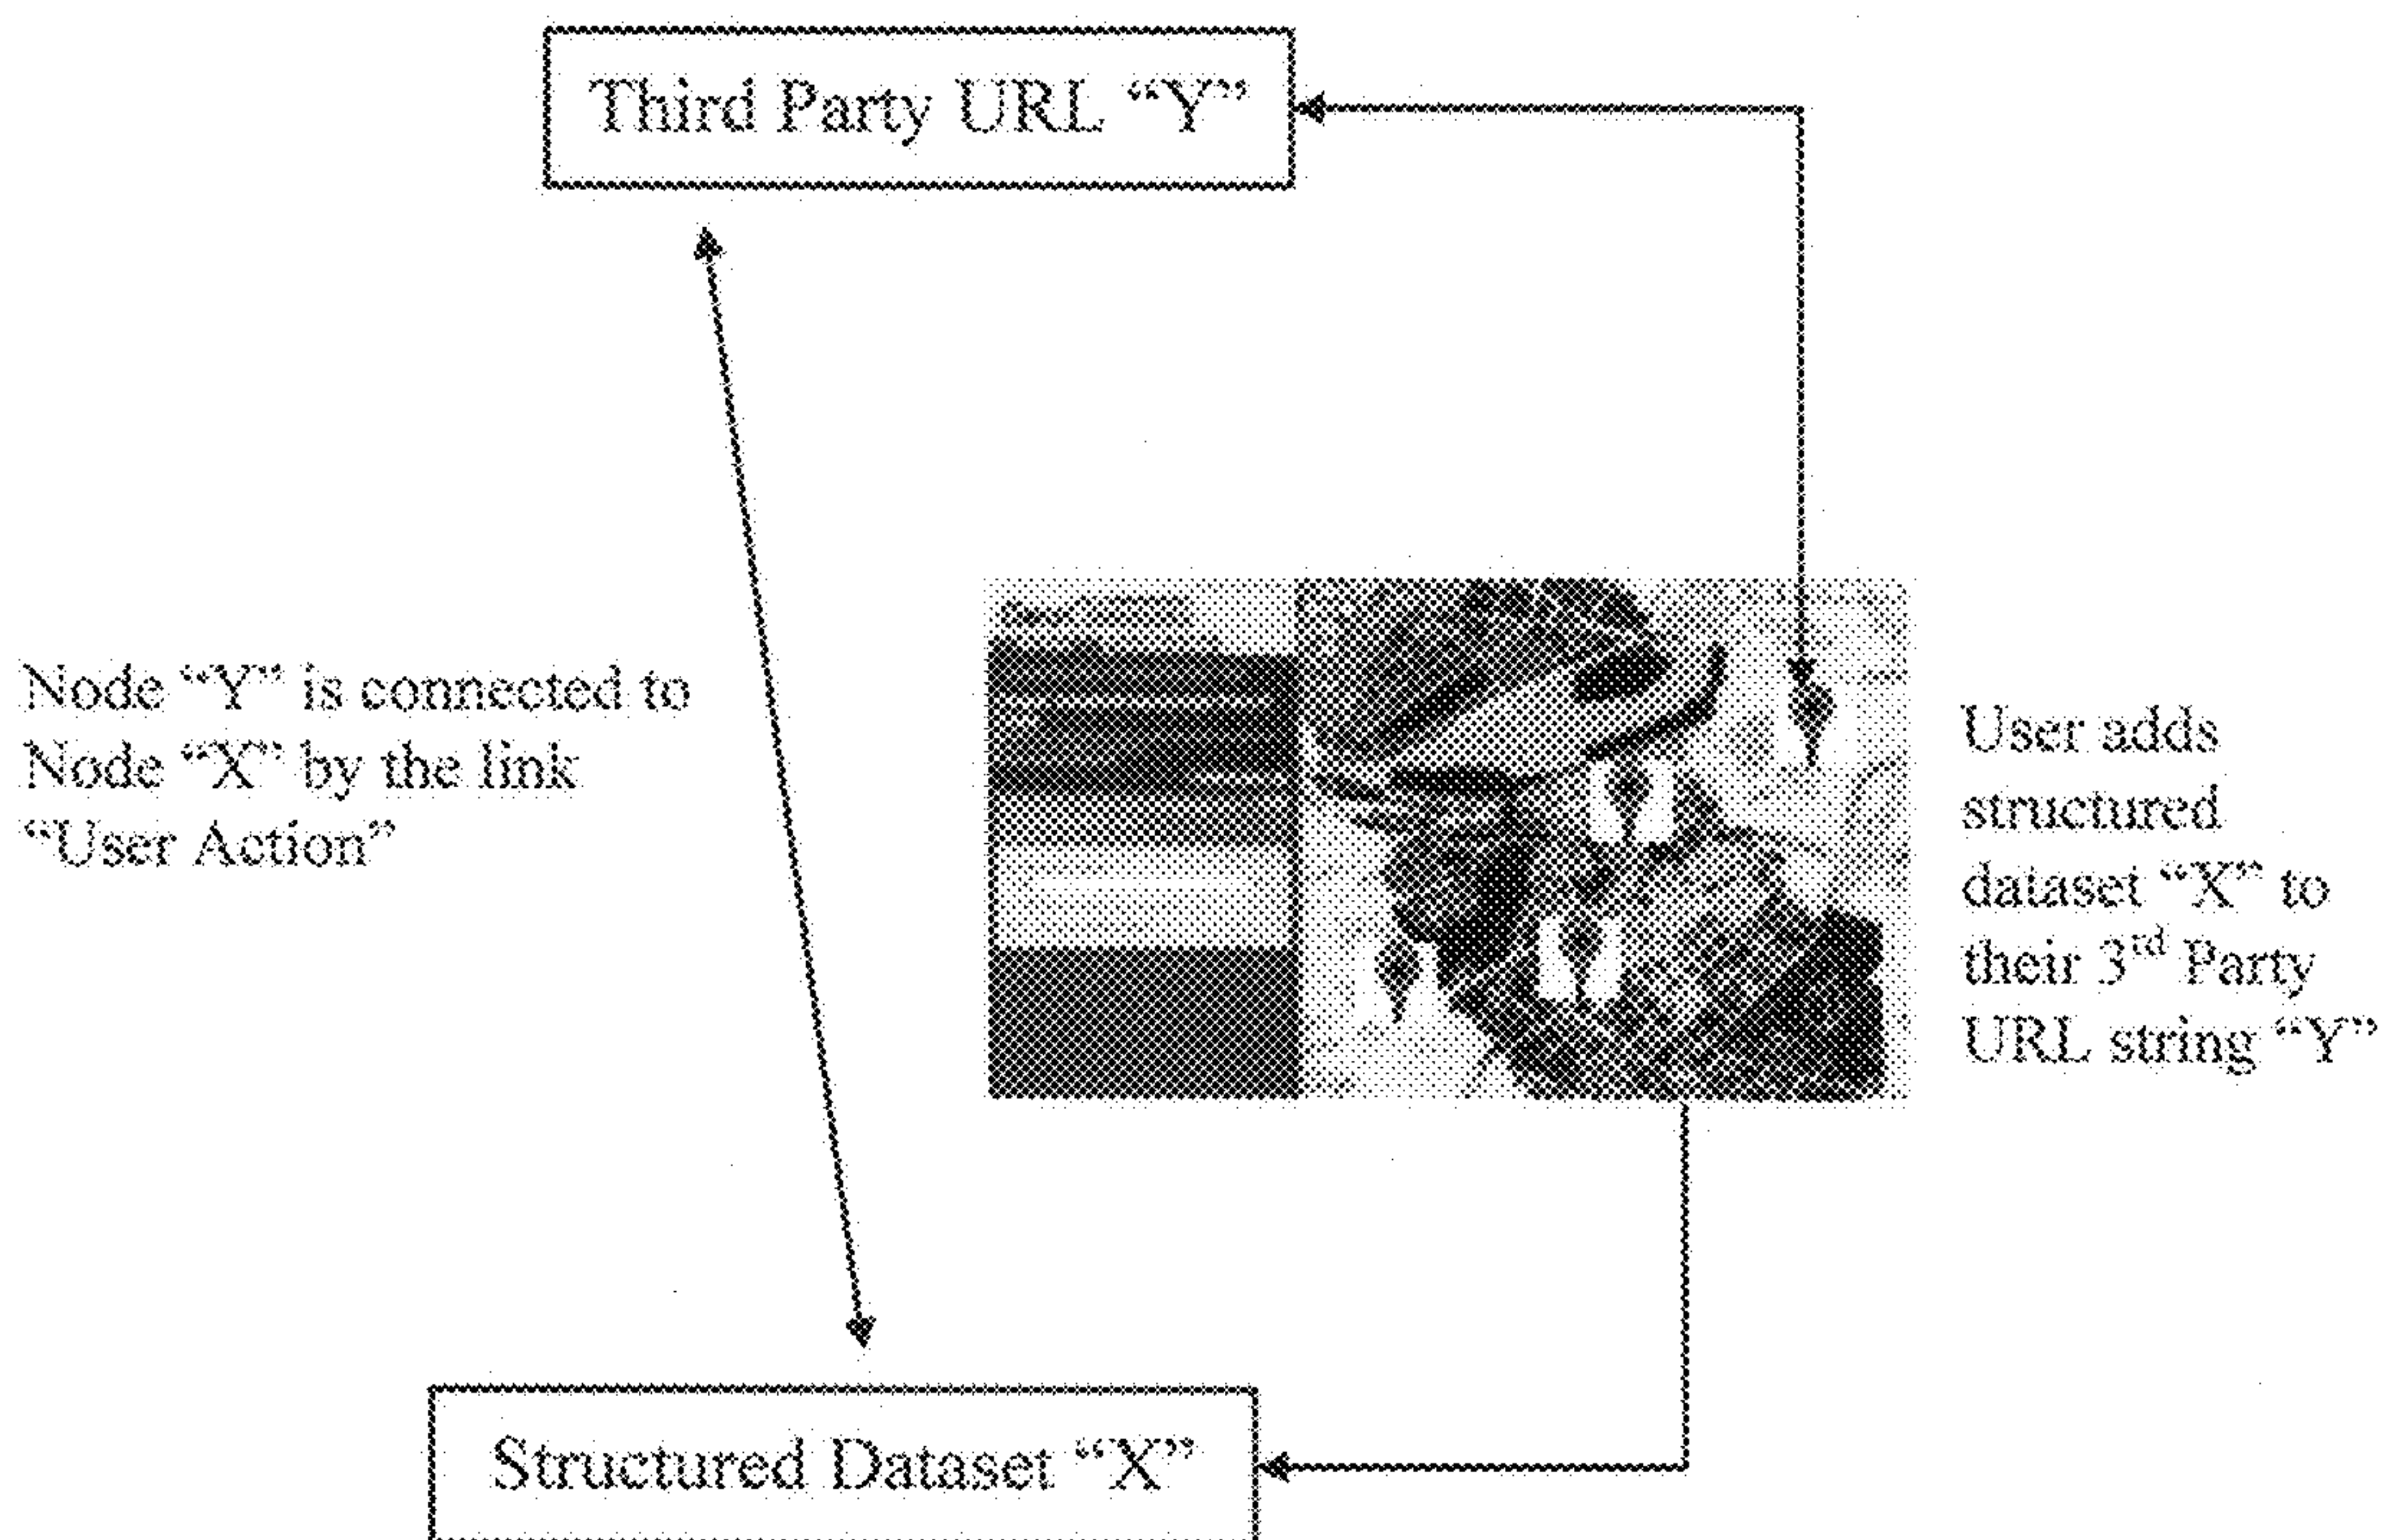 Third Party URL “Y”
Node “Y” is connected to
Node “X” by the link
“User Action”
User adds
structured
dataset “X” to
their 3rd Party
URL string “Y”
Structured Dataset “X”